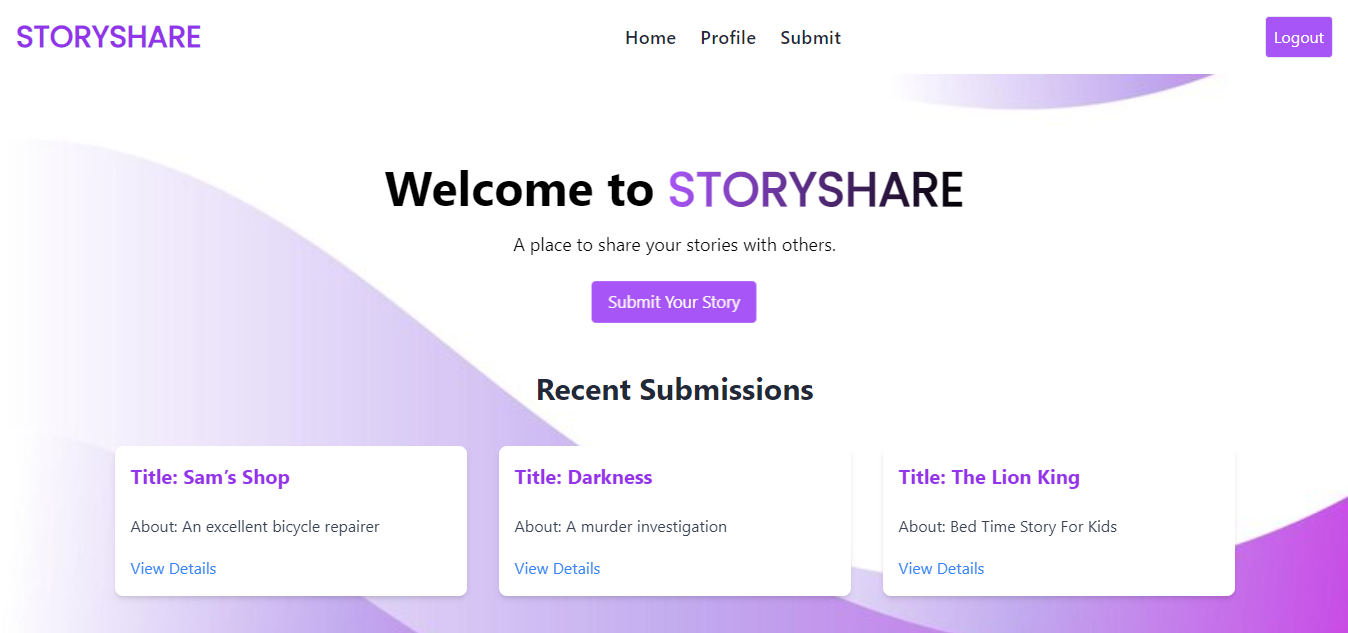 STORYSHARE Home Profile Submit Logout
Welcome to STORYSHARE
A place to share your stories with others.
Submit Your Story
Recent Submissions
Title: Sam’s Shop
About: An excellent bicycle repairer
View Details
Title: Darkness
About: A murder investigation
View Details
Title: The Lion King
About: Bed Time Story For Kids
View Details